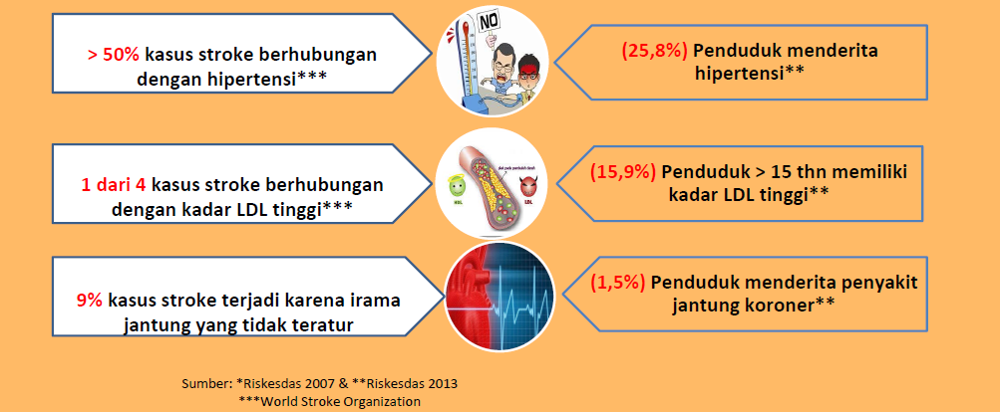 > 50% kasus stroke berhubungan
dengan hipertensi***
NO
(25,8%) Penduduk menderita
hipertensi**
1 dari 4 kasus stroke berhubungan
dengan kadar LDL tinggi***
HDL
LDL
(15,9%) Penduduk > 15 thn memiliki
kadar LDL tinggi**
9% kasus stroke terjadi karena irama
jantung yang tidak teratur
(1,5%) Penduduk menderita penyakit
jantung koroner**
Sumber: *Riskesdas 2007 & **Riskesdas 2013
***World Stroke Organization